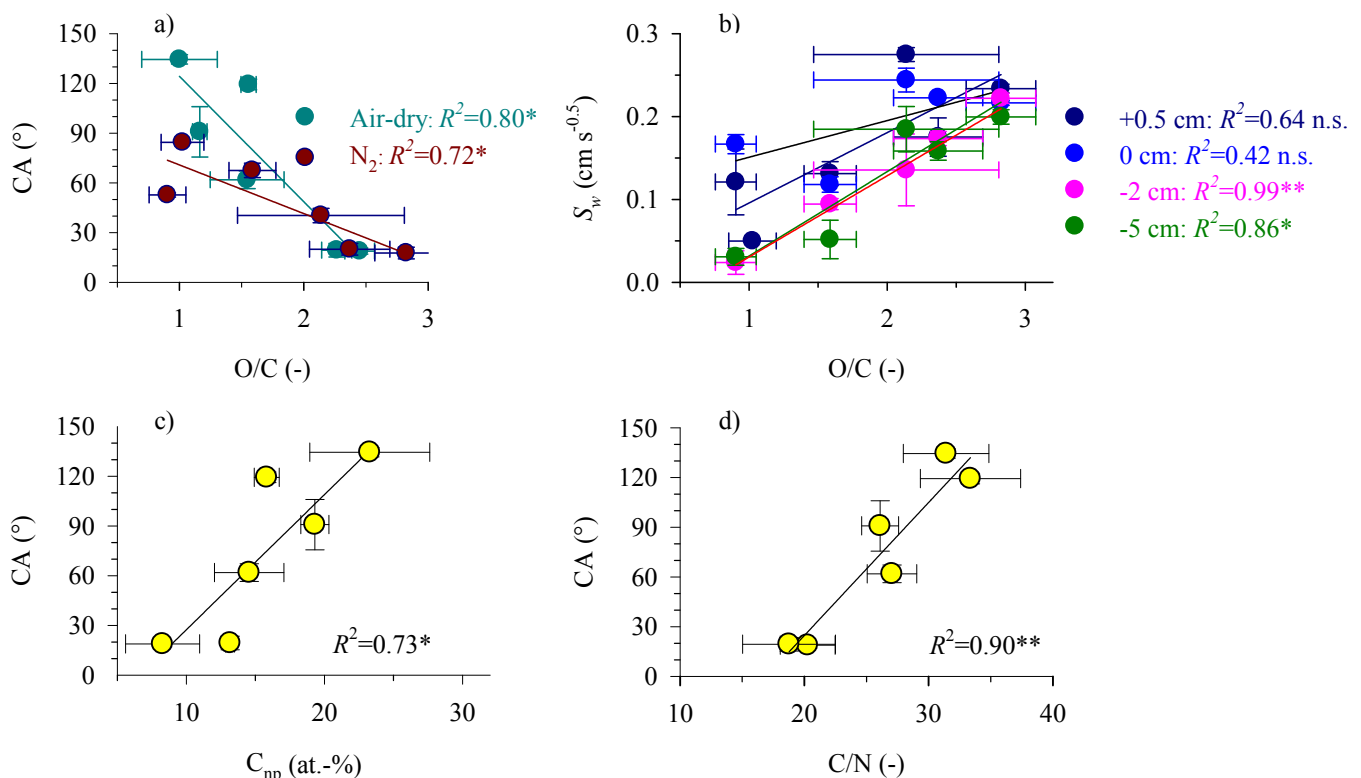 a)
150
120
90
60
30
0
CA (°)
1
2
3
O/C (-)
Air-dry: R²=0.80*
N₂: R²=0.72*
b)
0.3
0.2
0.1
0.0
S_w (cm s⁻⁰·⁵)
1
2
3
O/C (-)
+0.5 cm: R²=0.64 n.s.
0 cm: R²=0.42 n.s.
-2 cm: R²=0.99**
-5 cm: R²=0.86*
c)
150
120
90
60
30
0
CA (°)
10
20
30
C_np (at.-%)
R²=0.73*
d)
150
120
90
60
30
0
CA (°)
10
20
30
40
C/N (-)
R²=0.90**